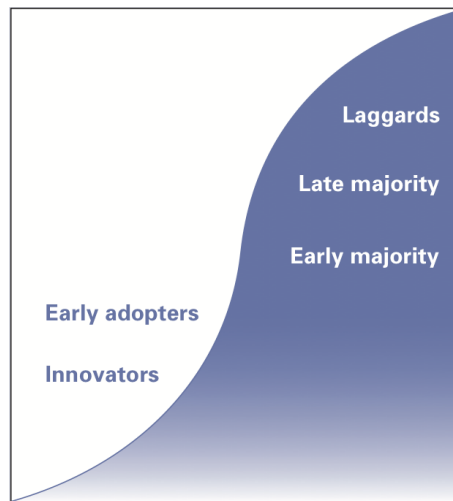 Laggards
Late majority
Early majority
Early adopters
Innovators